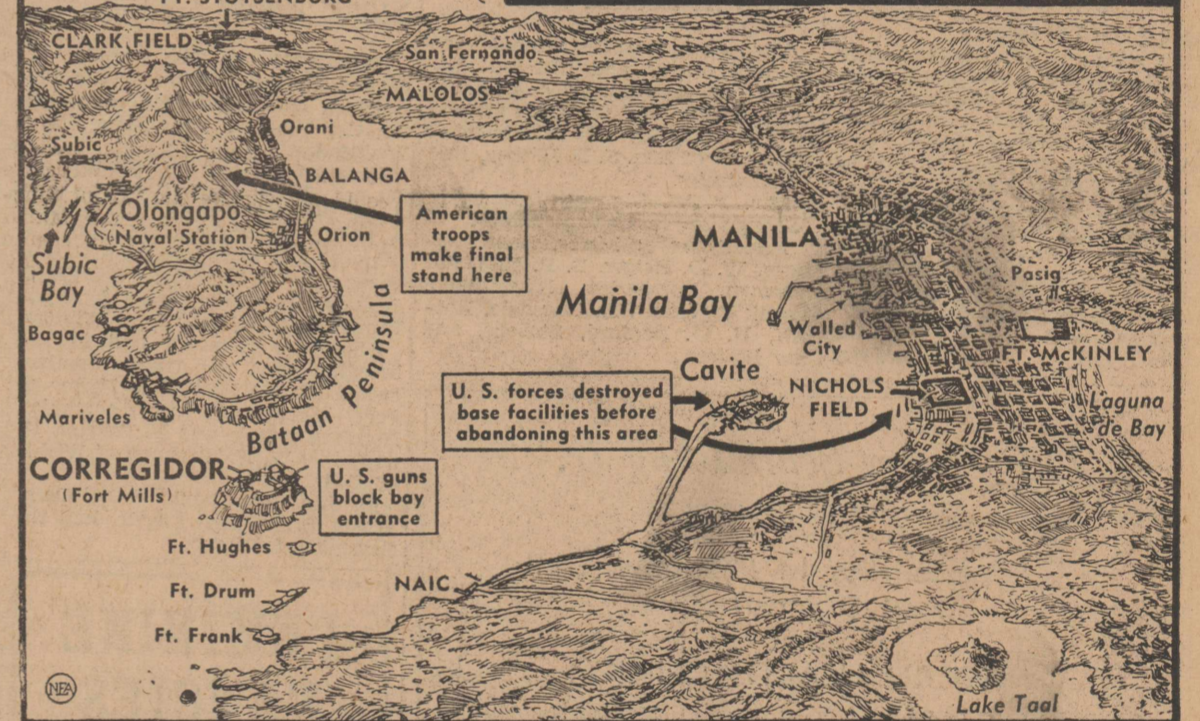 FT. STOTSENBURG
CLARK FIELD
San Fernando
MALOLOS
Orani
Subic
BALANGA
American
troops
make final
stand here
Olongapo
Naval Station
Orion
MANILA
Subic
Bay
Manila Bay
Pasig
Bagac
Walled
City
FT. McKINLEY
Bataan Peninsula
Cavite
U. S. forces destroyed
base facilities before
abandoning this area
NICHOLS
FIELD
Laguna
de Bay
Mariveles
CORREGIDOR
(Fort Mills)
U. S. guns
block bay
entrance
Ft. Hughes
Ft. Drum
NAIC
Ft. Frank
NEA
Lake Taal